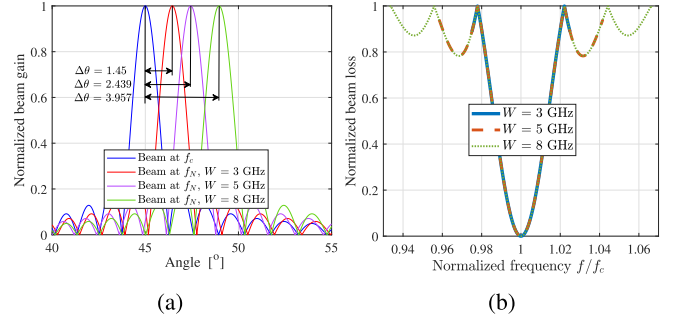 1
0.8
0.6
0.4
0.2
0
Normalized beam gain
Δθ = 1.45
Δθ = 2.439
Δθ = 3.957
Beam at f_c
Beam at f_N, W = 3 GHz
Beam at f_N, W = 5 GHz
Beam at f_N, W = 8 GHz
40 45 50 55
Angle [°]
(a)
1
0.8
0.6
0.4
0.2
0
Normalized beam loss
W = 3 GHz
W = 5 GHz
W = 8 GHz
0.94 0.96 0.98 1 1.02 1.04 1.06
Normalized frequency f/f_c
(b)